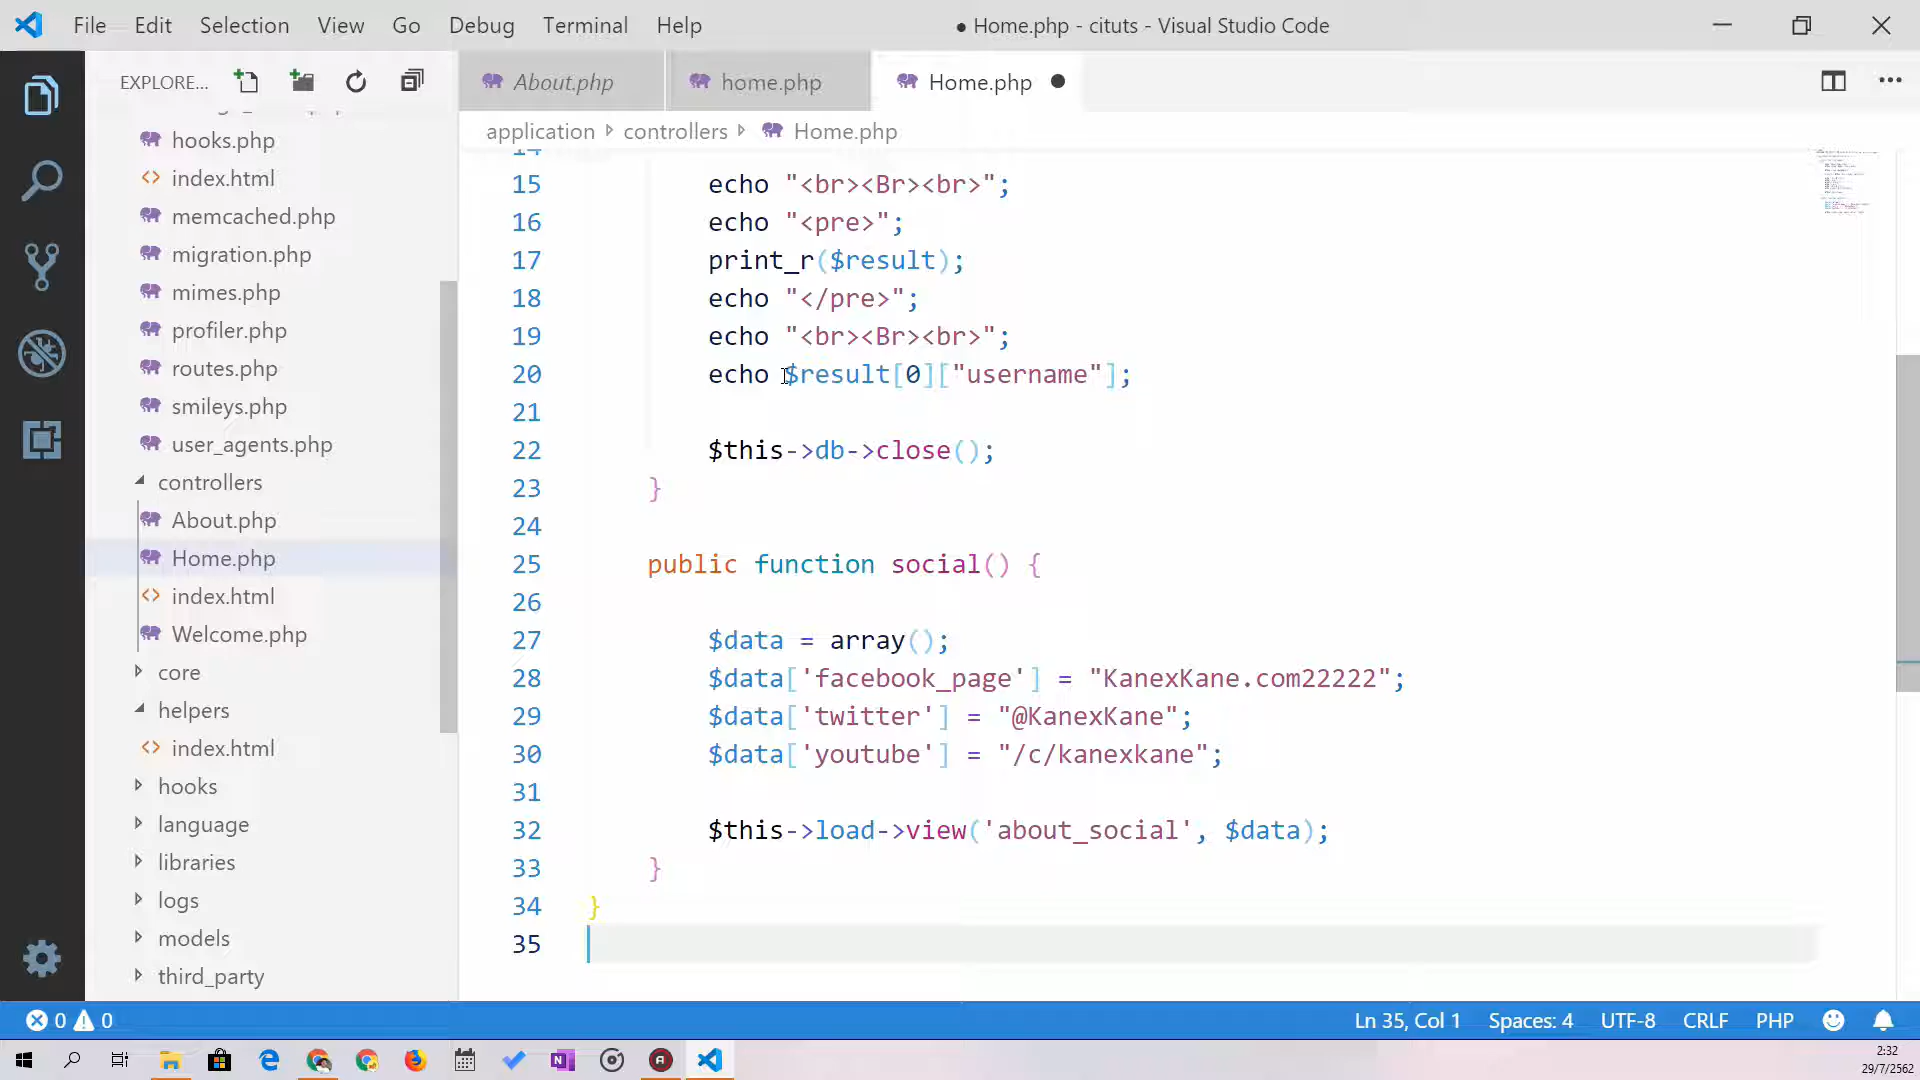 File Edit Selection View Go Debug Terminal Help
● Home.php - cituts - Visual Studio Code
EXPLORE...
About.php
home.php
Home.php
application
controllers
Home.php
hooks.php
index.html
memcached.php
migration.php
mimes.php
profiler.php
routes.php
smileys.php
user_agents.php
controllers
About.php
Home.php
index.html
Welcome.php
core
helpers
index.html
hooks
language
libraries
logs
models
third_party
15 echo "<br><Br><br>";
16 echo "<pre>";
17 print_r($result);
18 echo "</pre>";
19 echo "<br><Br><br>";
20 echo $result[0]["username"];
21
22 $this->db->close();
23 }
24
25 public function social() {
26
27 $data = array();
28 $data['facebook_page'] = "KanexKane.com22222";
29 $data['twitter'] = "@KanexKane";
30 $data['youtube'] = "/c/kanexkane";
31
32 $this->load->view('about_social', $data);
33 }
34 }
35
0 0
Ln 35, Col 1 Spaces: 4 UTF-8 CRLF PHP
2:32
29/7/2562